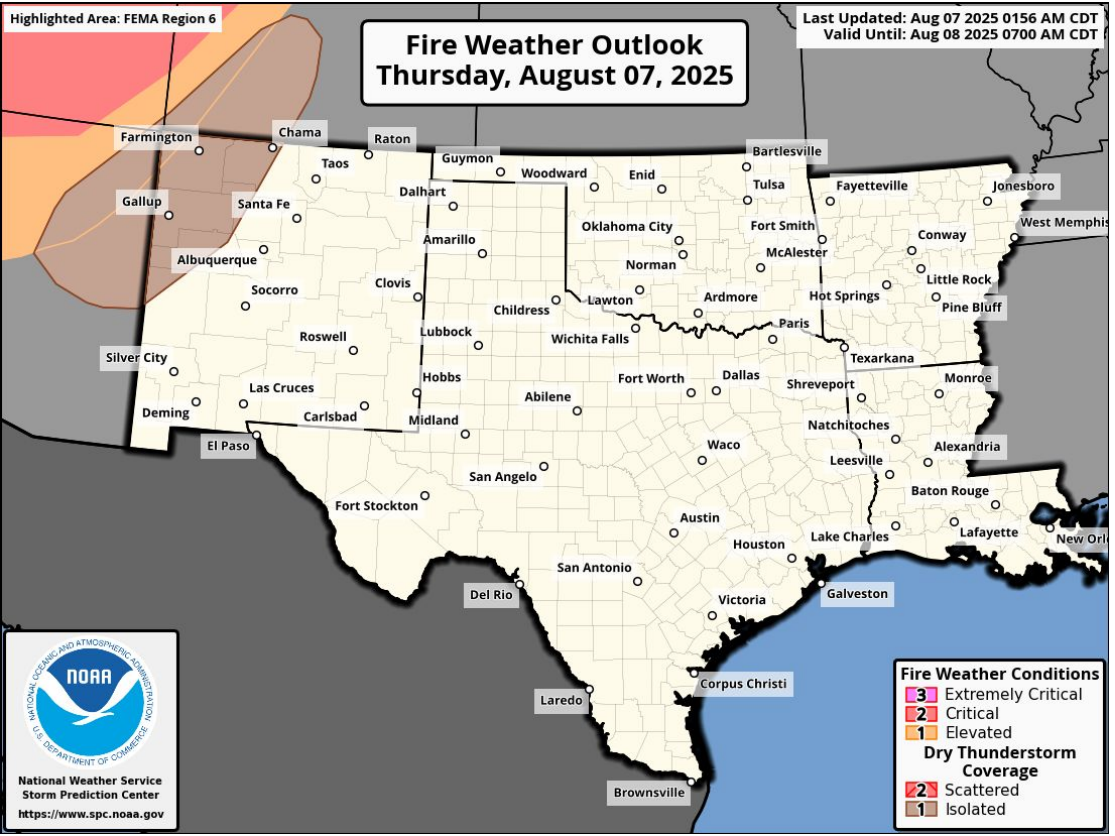 Highlighted Area: FEMA Region 6
Fire Weather Outlook
Thursday, August 07, 2025
Last Updated: Aug 07 2025 0156 AM CDT
Valid Until: Aug 08 2025 0700 AM CDT
Farmington
Chama
Raton
Taos
Guymon
Woodward
Enid
Bartlesville
Tulsa
Fayetteville
Jonesboro
Gallup
Santa Fe
Dalhart
Amarillo
Oklahoma City
Fort Smith
West Memphis
Conway
Albuquerque
Norman
McAlester
Little Rock
Socorro
Clovis
Childress
Lawton
Ardmore
Hot Springs
Pine Bluff
Roswell
Lubbock
Wichita Falls
Paris
Silver City
Texarkana
Las Cruces
Hobbs
Abilene
Fort Worth
Dallas
Shreveport
Monroe
Deming
Carlsbad
Midland
Natchitoches
El Paso
Waco
Leesville
Alexandria
San Angelo
Fort Stockton
Baton Rouge
Austin
Houston
Lake Charles
Lafayette
New Orl
San Antonio
Del Rio
Victoria
Galveston
Corpus Christi
Laredo
Brownsville
NATIONAL OCEANIC AND ATMOSPHERIC ADMINISTRATION
NOAA
U.S. DEPARTMENT OF COMMERCE
National Weather Service
Storm Prediction Center
https://www.spc.noaa.gov
Fire Weather Conditions
3 Extremely Critical
2 Critical
1 Elevated
Dry Thunderstorm
Coverage
2 Scattered
1 Isolated